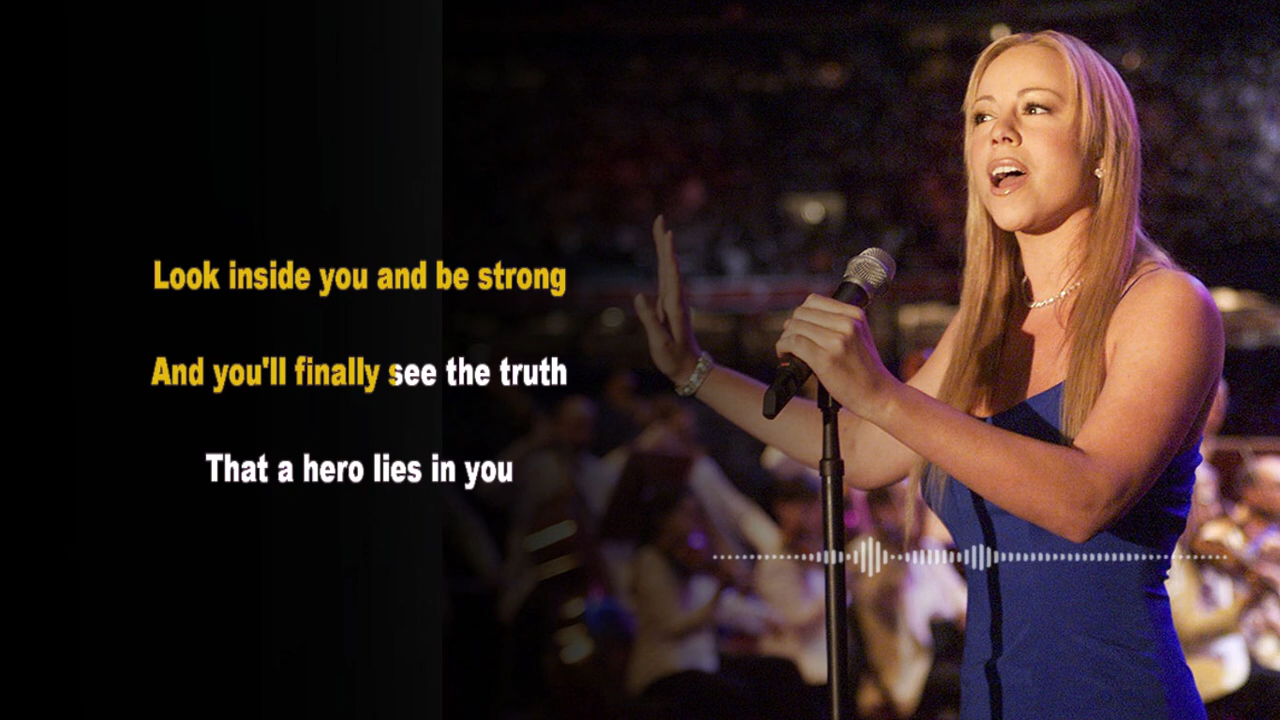 Look inside you and be strong
And you'll finally see the truth
That a hero lies in you